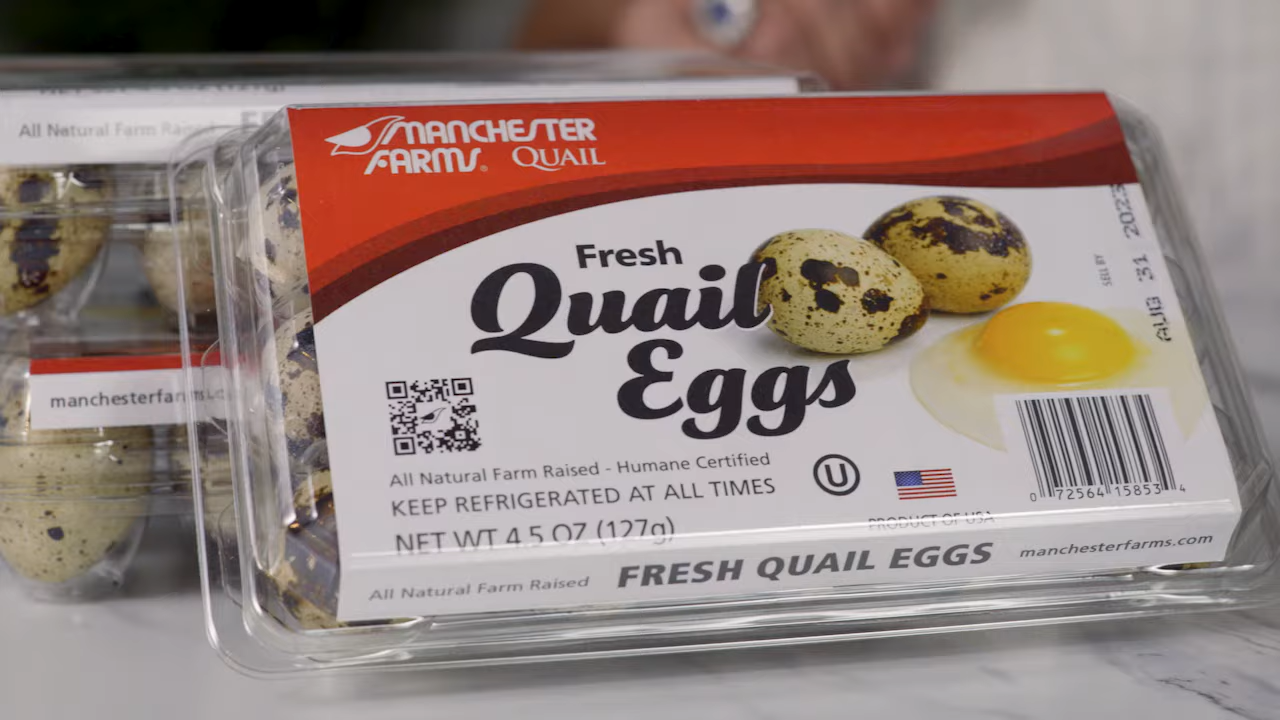 All Natural Farm Raised
manchesterfarms.c
MANCHESTER
FARMS® QUAIL
Fresh
Quail
Eggs
SELL BY
AUG 31 2023
All Natural Farm Raised - Humane Certified
KEEP REFRIGERATED AT ALL TIMES
NET WT 4.5 OZ (127g)
U
PRODUCT OF USA
0 72564 15853 4
All Natural Farm Raised
FRESH QUAIL EGGS
manchesterfarms.com